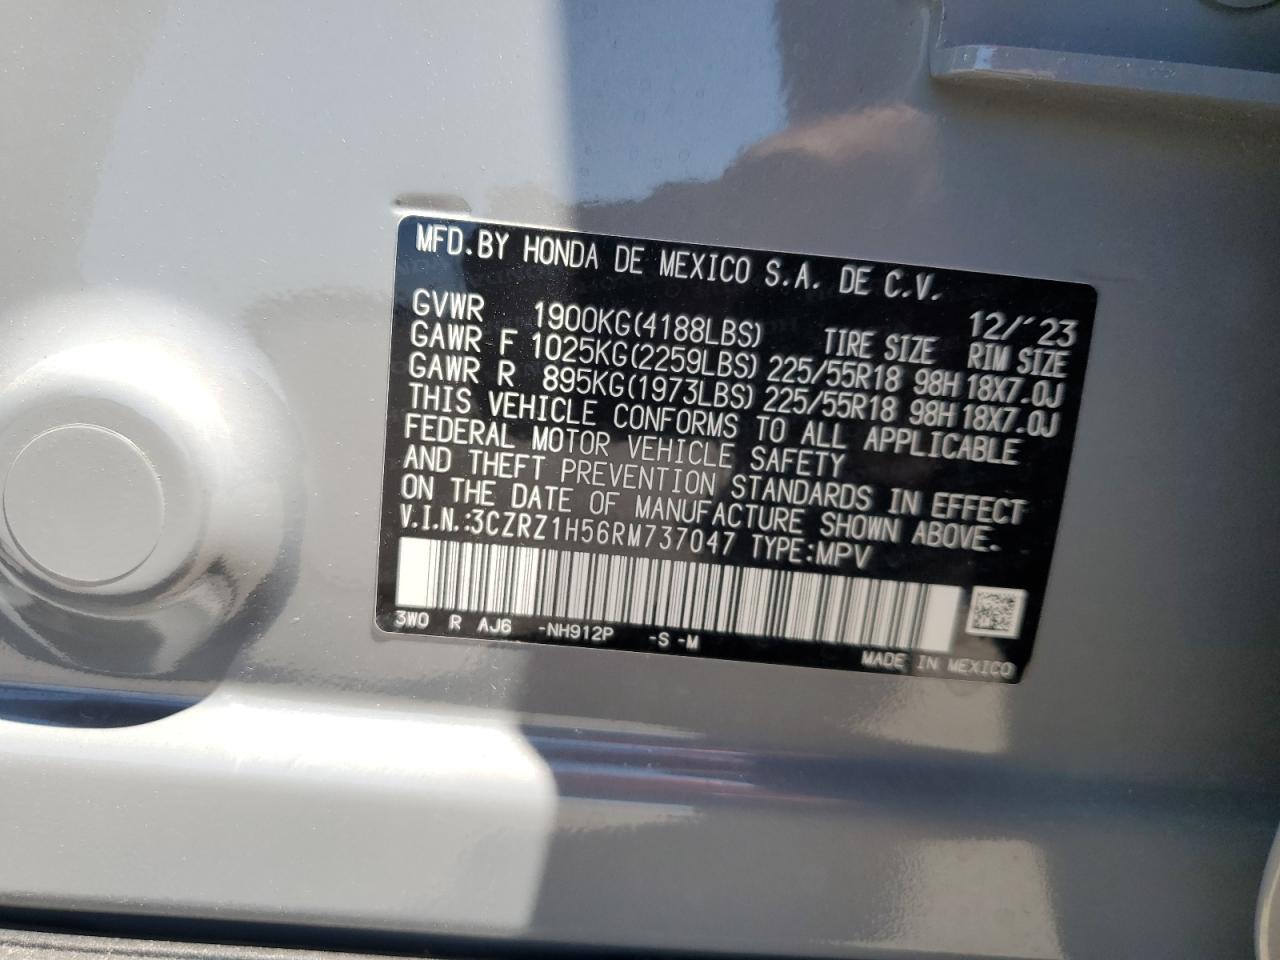 MFD.BY HONDA DE MEXICO S.A. DE C.V.
12/'23
GVWR 1900KG(4188LBS) TIRE SIZE RIM SIZE
GAWR F 1025KG(2259LBS) 225/55R18 98H 18X7.0J
GAWR R 895KG(1973LBS) 225/55R18 98H 18X7.0J
THIS VEHICLE CONFORMS TO ALL APPLICABLE
FEDERAL MOTOR VEHICLE SAFETY
AND THEFT PREVENTION STANDARDS IN EFFECT
ON THE DATE OF MANUFACTURE SHOWN ABOVE.
V.I.N.:3CZRZ1H56RM737047 TYPE:MPV
3W0 R AJ6 -NH912P -S -M
MADE IN MEXICO